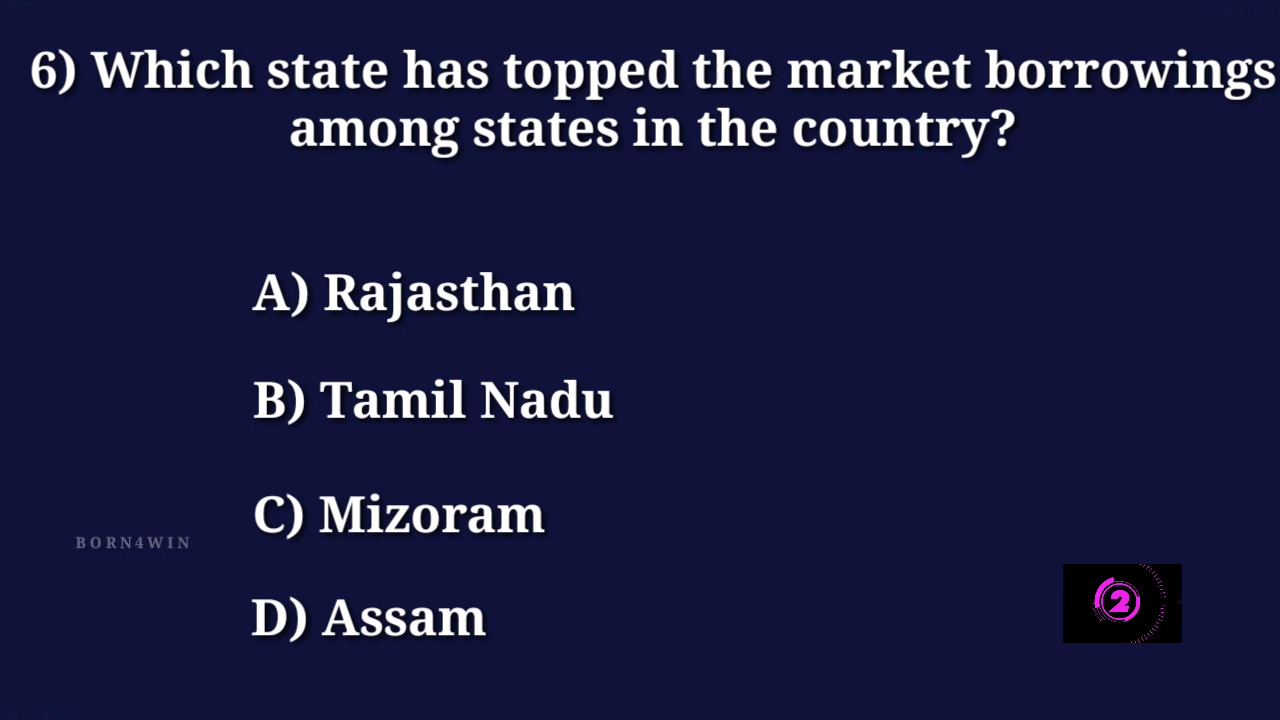 6) Which state has topped the market borrowings
among states in the country?
A) Rajasthan
B) Tamil Nadu
C) Mizoram
BORN4WIN
D) Assam
2